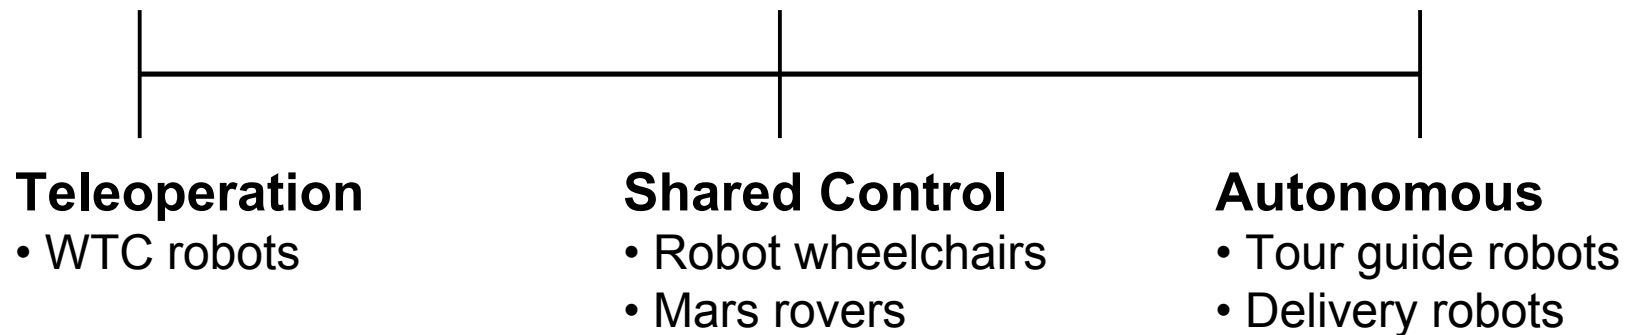 Teleoperation
• WTC robots
Shared Control
• Robot wheelchairs
• Mars rovers
Autonomous
• Tour guide robots
• Delivery robots